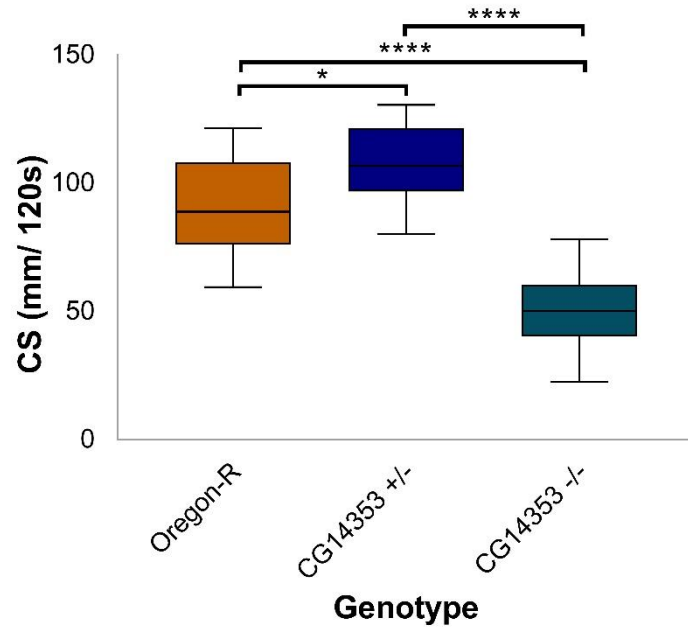 ****
****
*
150
100
50
0
CS (mm/ 120s)
Oregon-R
CG14353 +/-
CG14353 -/-
Genotype